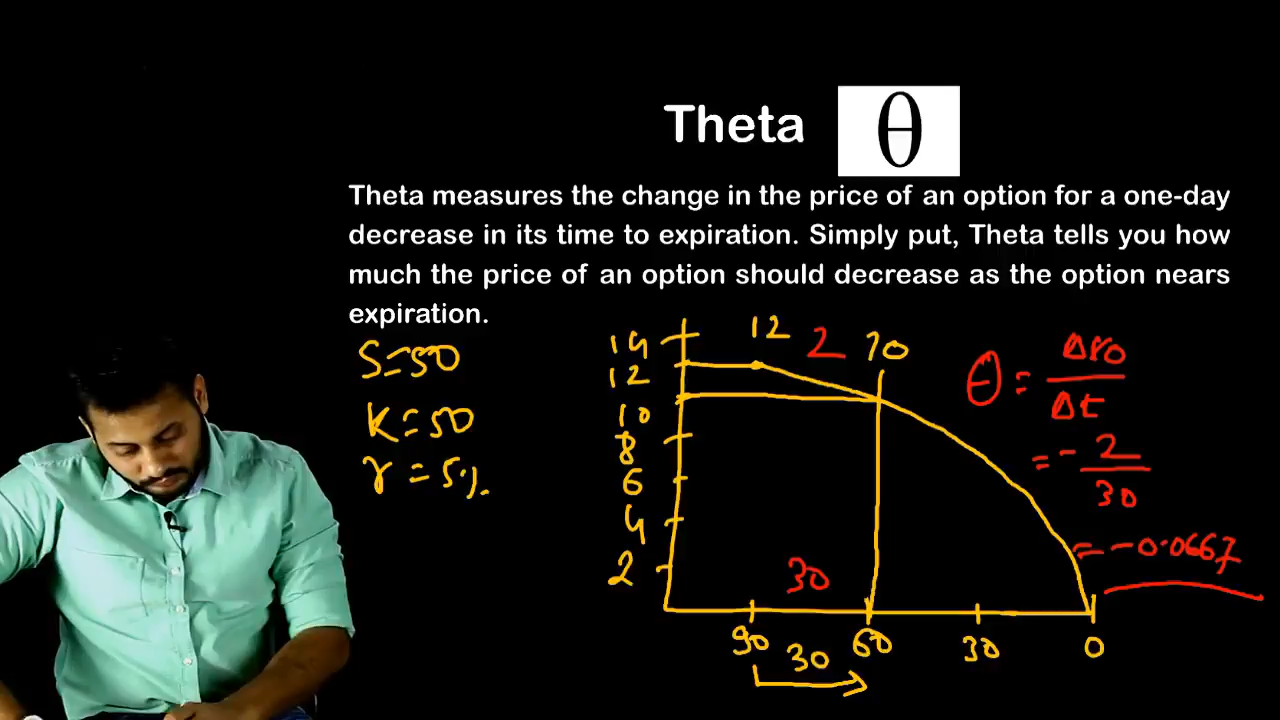 Theta θ
Theta measures the change in the price of an option for a one-day
decrease in its time to expiration. Simply put, Theta tells you how
much the price of an option should decrease as the option nears
expiration.
S=50
K=50
r = 5%
14
12
10
8
6
4
2
12
2
10
30
90
60
30
0
30
θ = Δro / Δt
= - 2 / 30
= -0.0667